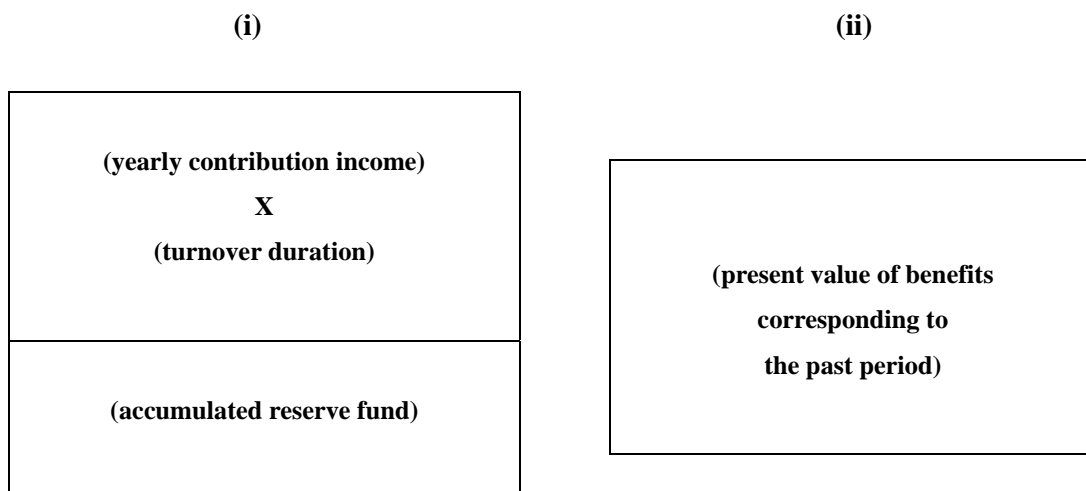 (i)
(yearly contribution income)
X
(turnover duration)
(accumulated reserve fund)
(ii)
(present value of benefits
corresponding to
the past period)